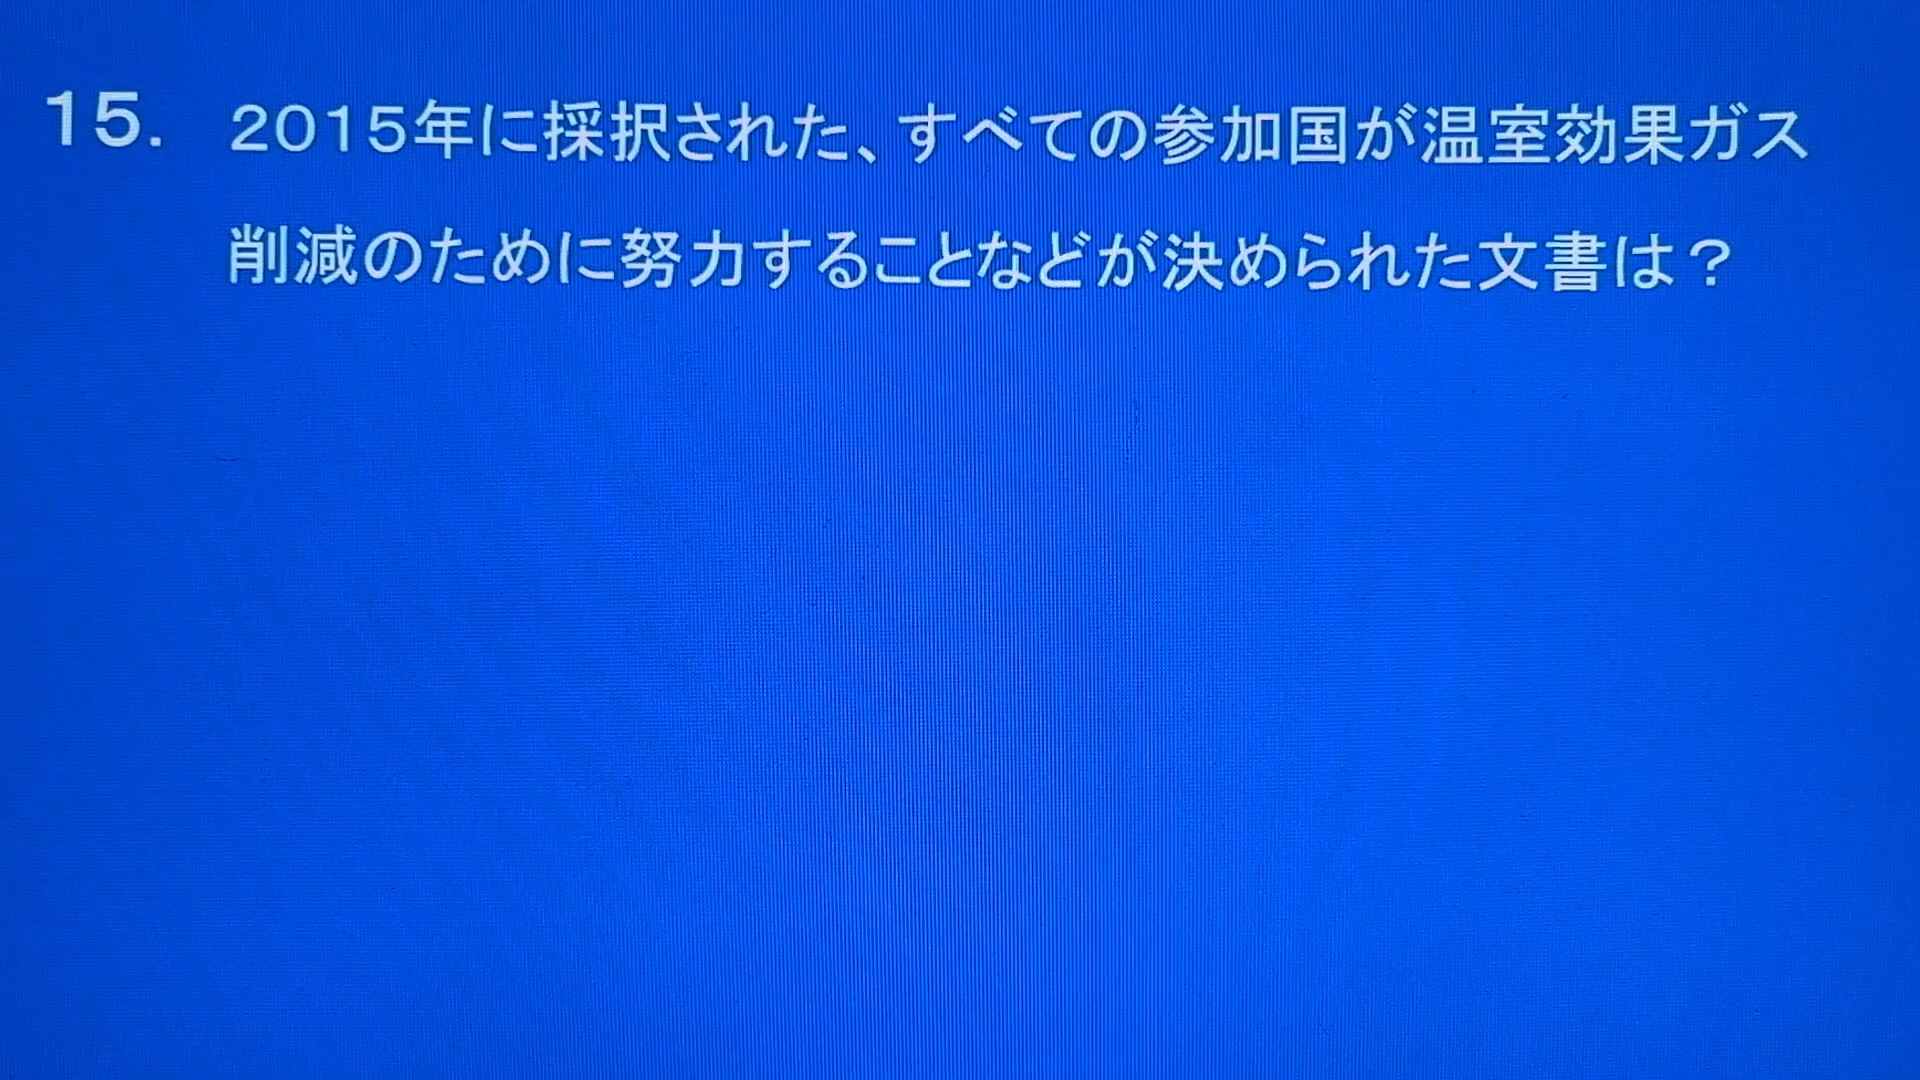 15. 2015年に採択された、すべての参加国が温室効果ガス
削減のために努力することなどが決められた文書は？